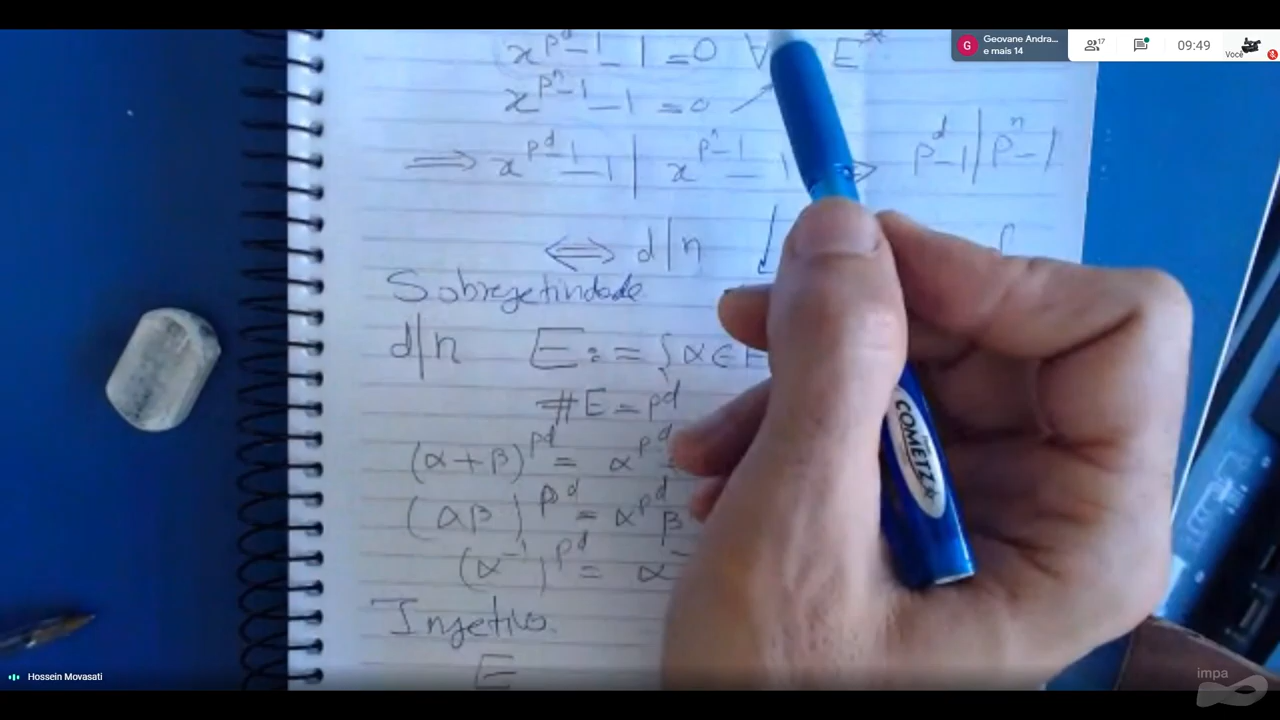 x^{p^d-1} - 1 = 0 ∀ E*
x^{p^n-1} - 1 = 0
⟹ x^{p^d-1} - 1 | x^{p^n-1} - 1 ⟹ p^d-1 | p^n-1
⟺ d|n
Sobrejetividade
d|n E := {α ∈ F
#E = p^d
(α+β)^{p^d} = α^{p^d}
(αβ)^{p^d} = α^{p^d} β
(α^{-1})^{p^d} = α^-
Injetivo.
E
COMETZ
G Geovane Andra...
e mais 14
17
09:49
Você
Hossein Movasati
impa